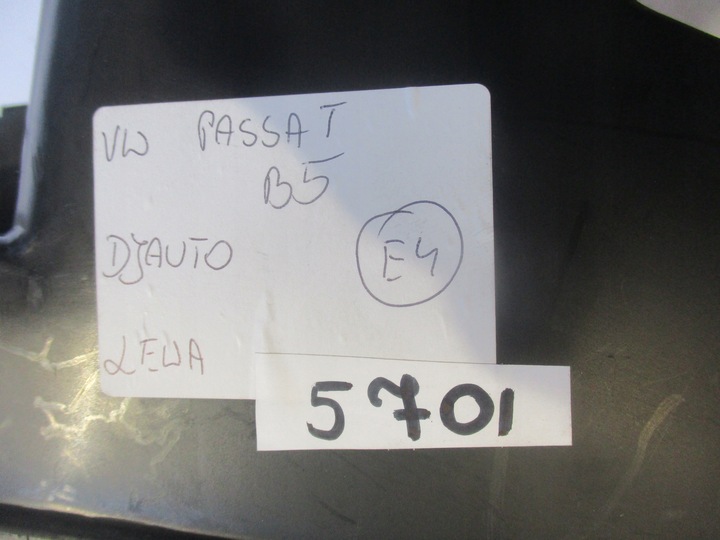 VW PASSAT
B5
DJAUTO
E4
LEWA
5701